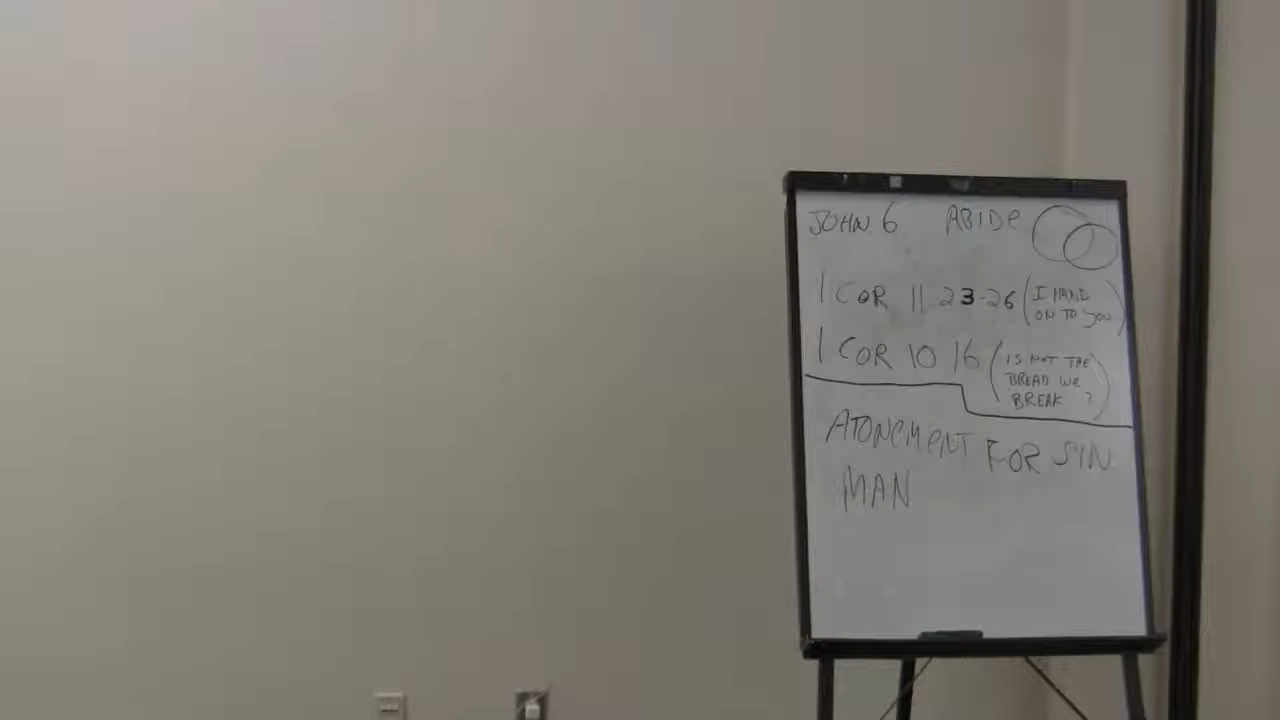 JOHN 6 ABIDE
1 COR 11 23-26 (I HAND
ON TO YOU)
1 COR 10 16 (IS NOT THE
BREAD WE
BREAK ?)
ATONEMENT FOR SIN
MAN